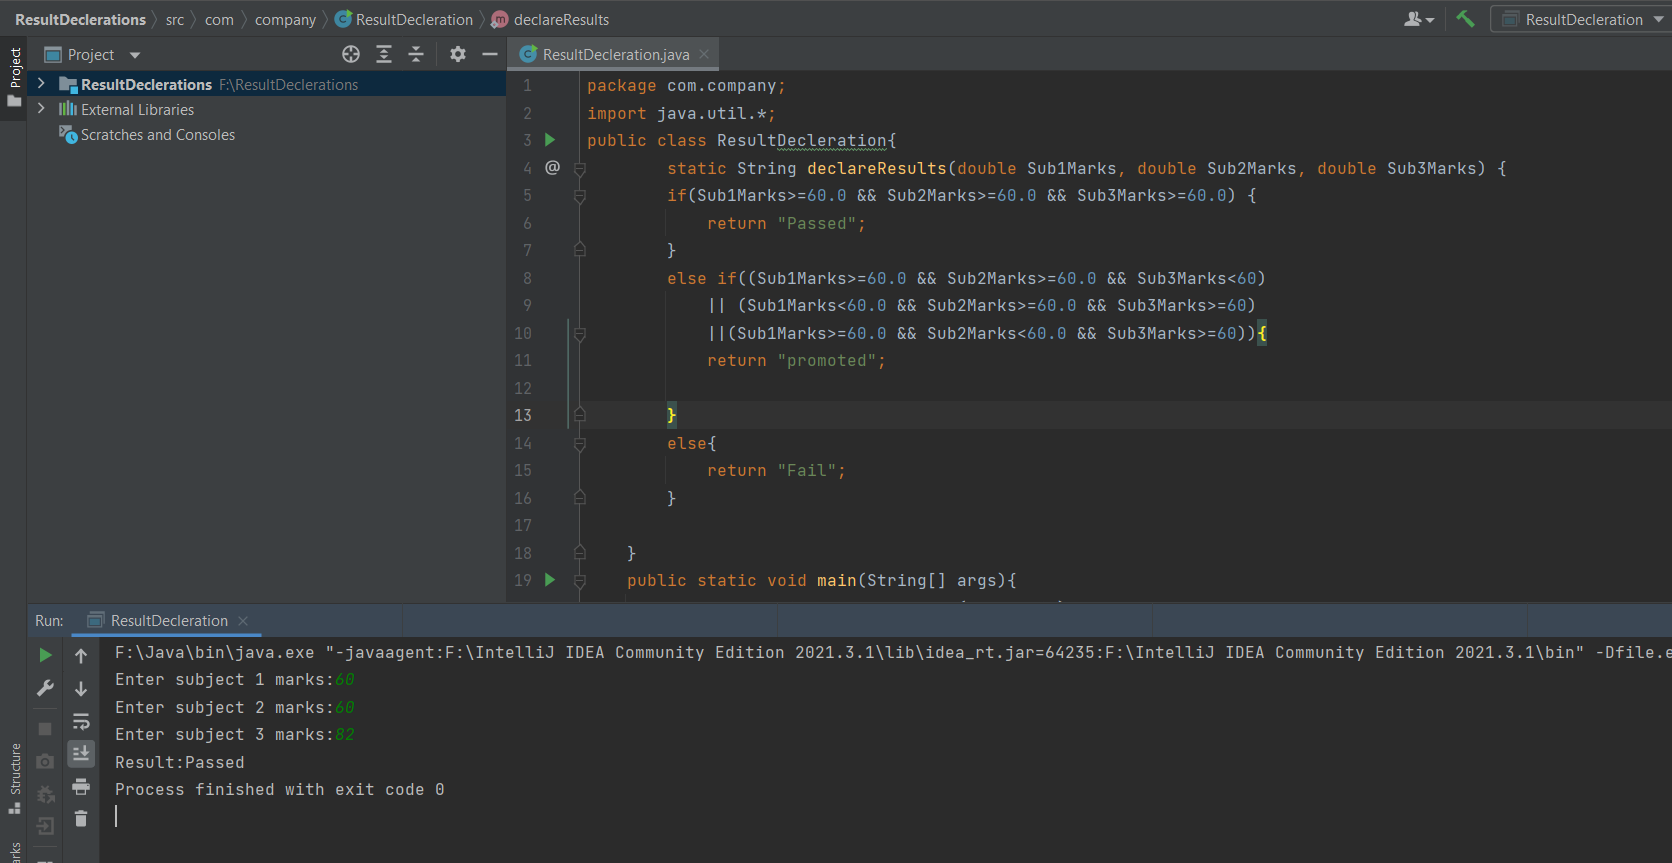 ResultDeclerations src com company ResultDecleration declareResults ResultDecleration
Project
Project
ResultDecleration.java
ResultDeclerations F:\ResultDeclerations
External Libraries
Scratches and Consoles
1 package com.company;
2 import java.util.*;
3 public class ResultDecleration{
4 @ static String declareResults(double Sub1Marks, double Sub2Marks, double Sub3Marks) {
5 if(Sub1Marks>=60.0 && Sub2Marks>=60.0 && Sub3Marks>=60.0) {
6 return "Passed";
7 }
8 else if((Sub1Marks>=60.0 && Sub2Marks>=60.0 && Sub3Marks<60)
9 || (Sub1Marks<60.0 && Sub2Marks>=60.0 && Sub3Marks>=60)
10 ||(Sub1Marks>=60.0 && Sub2Marks<60.0 && Sub3Marks>=60)){
11 return "promoted";
12
13 }
14 else{
15 return "Fail";
16 }
17
18 }
19 public static void main(String[] args){
Run: ResultDecleration
F:\Java\bin\java.exe "-javaagent:F:\IntelliJ IDEA Community Edition 2021.3.1\lib\idea_rt.jar=64235:F:\IntelliJ IDEA Community Edition 2021.3.1\bin" -Dfile.e
Enter subject 1 marks:60
Enter subject 2 marks:60
Enter subject 3 marks:82
Result:Passed
Process finished with exit code 0
Structure
arks